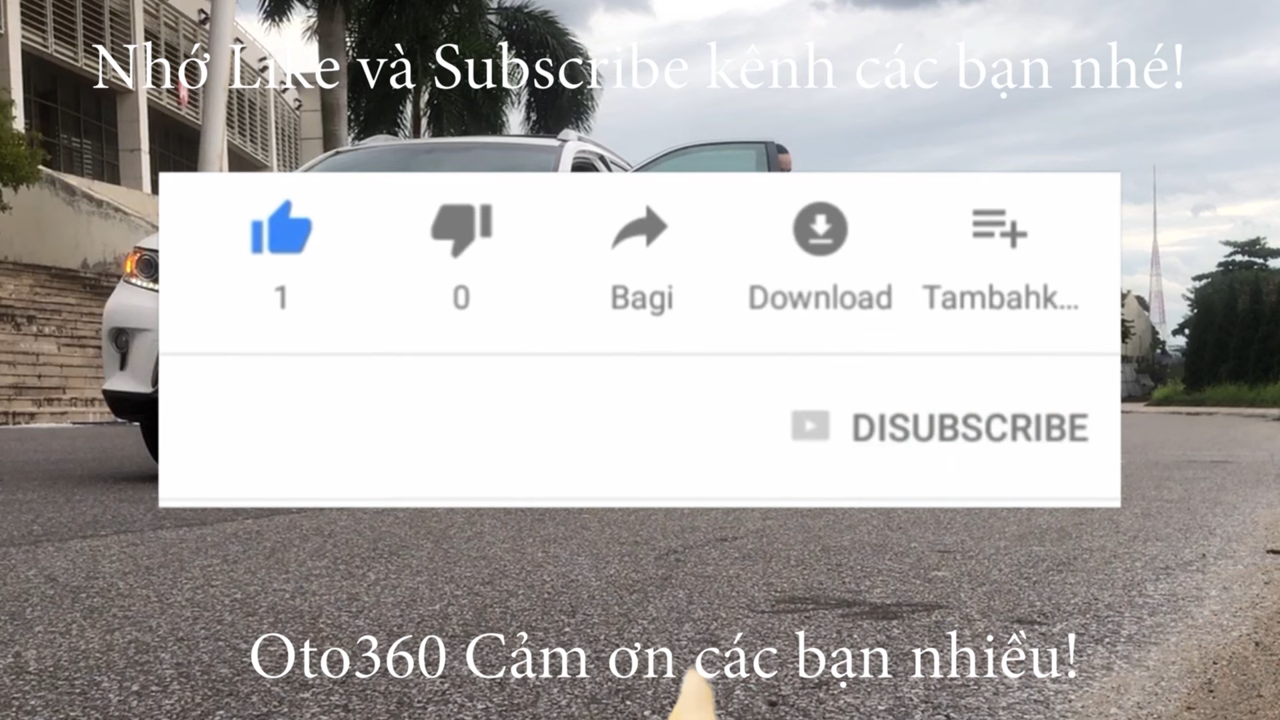 Nhớ Like và Subscribe kênh các bạn nhé!
1 0 Bagi Download Tambahk...
DISUBSCRIBE
Oto360 Cảm ơn các bạn nhiều!